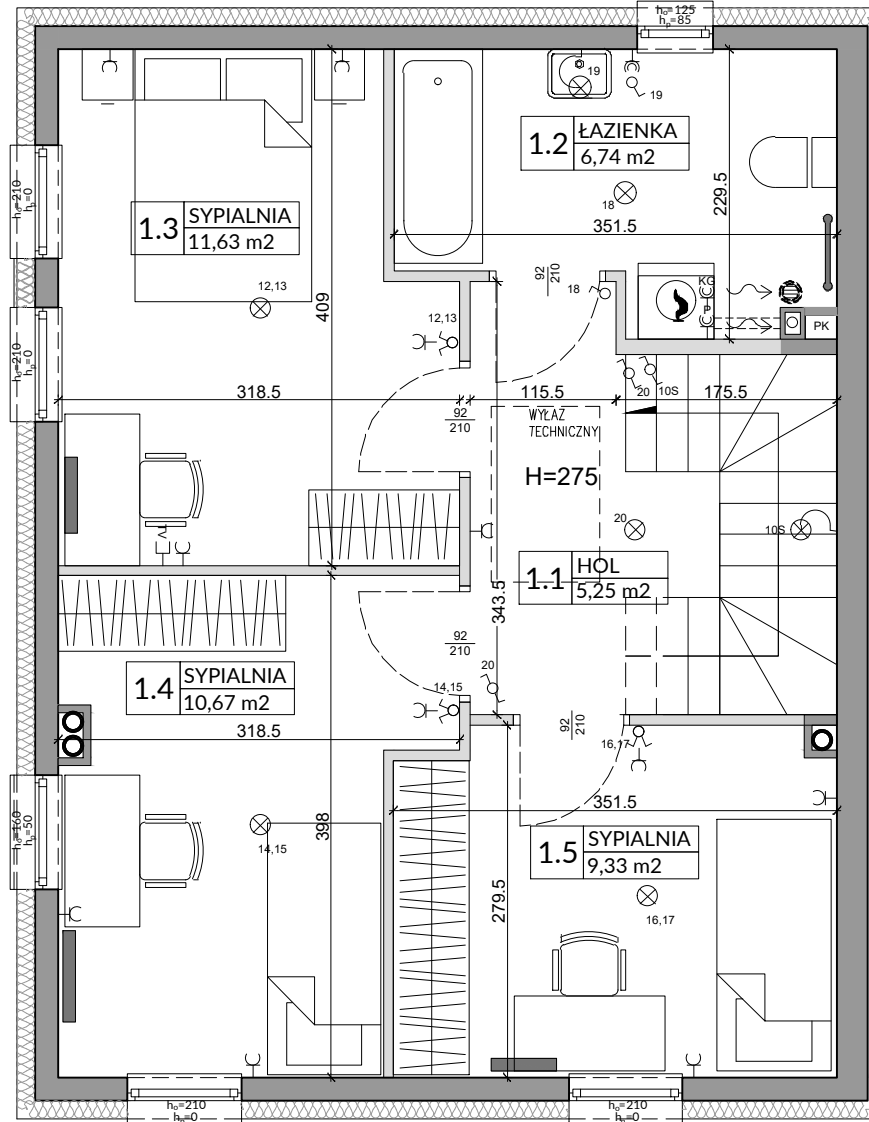 h₀=125
hₚ=85
19
19
1.2 ŁAZIENKA
6,74 m2
18
229.5
351.5
h₀=210
hₚ=0
1.3 SYPIALNIA
11,63 m2
12,13
409
92
210
18
KG
P
PK
12,13
h₀=210
hₚ=0
318.5
115.5
175.5
20
10S
92
210
WYŁAZ
TECHNICZNY
H=275
20
10S
TV
1.1 HOL
5,25 m2
343.5
92
210
20
1.4 SYPIALNIA
10,67 m2
14,15
318.5
92
210
16,17
351.5
h₀=160
hₚ=50
398
14,15
1.5 SYPIALNIA
9,33 m2
279.5
16,17
h₀=210
hₚ=0
h₀=210
hₚ=0